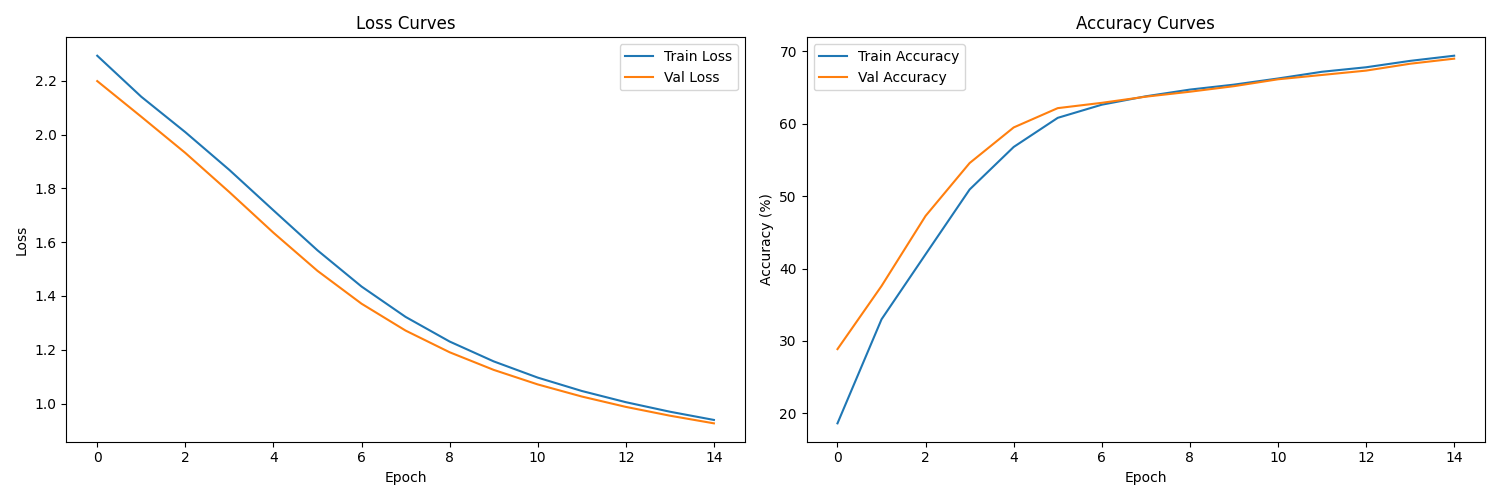 Loss Curves
Train Loss
Val Loss
2.2
2.0
1.8
1.6
1.4
1.2
1.0
Loss
0 2 4 6 8 10 12 14
Epoch
Accuracy Curves
Train Accuracy
Val Accuracy
70
60
50
40
30
20
Accuracy (%)
0 2 4 6 8 10 12 14
Epoch